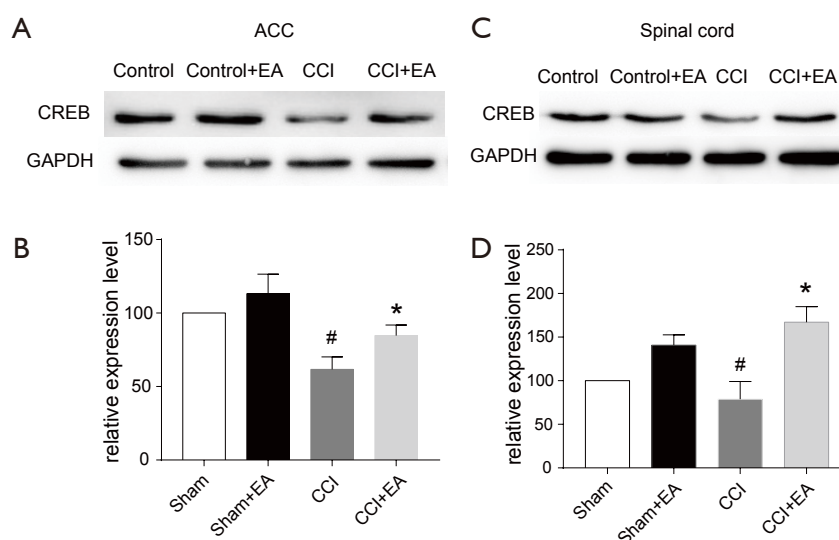 A
ACC
Control Control+EA CCI CCI+EA
CREB
GAPDH
C
Spinal cord
Control Control+EA CCI CCI+EA
CREB
GAPDH
B
relative expression level
150
100
50
0
#
*
Sham
Sham+EA
CCI
CCI+EA
D
relative expression level
250
200
150
100
50
0
#
*
Sham
Sham+EA
CCI
CCI+EA